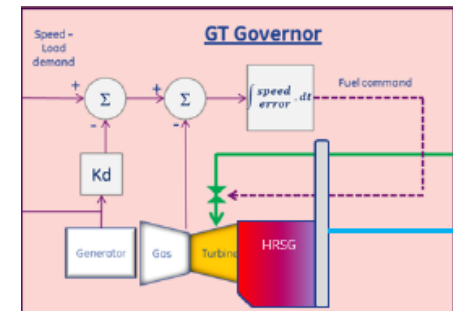 GT Governor
Speed –
Load
demand
+
Σ
-
+
Σ
-
∫ speed
error . dt
Fuel command
Kd
Generator
Gas
Turbine
HRSG